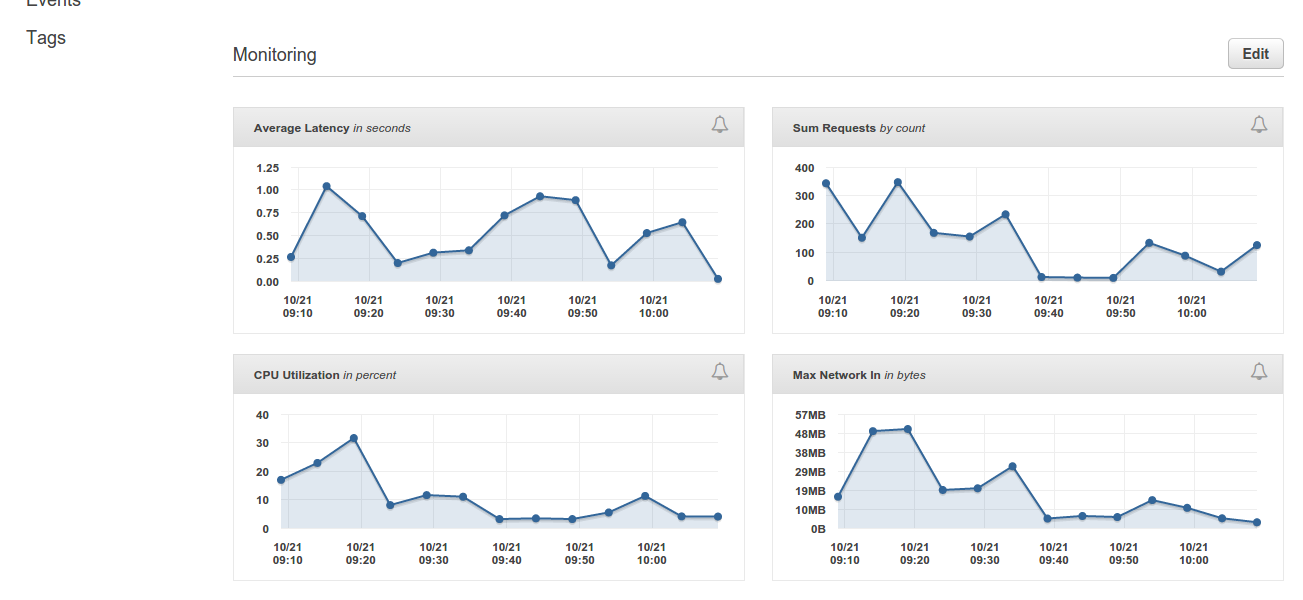 Events
Tags
Monitoring
Edit
Average Latency in seconds
1.25
1.00
0.75
0.50
0.25
0.00
10/21 10/21 10/21 10/21 10/21 10/21
09:10 09:20 09:30 09:40 09:50 10:00
Sum Requests by count
400
300
200
100
0
10/21 10/21 10/21 10/21 10/21 10/21
09:10 09:20 09:30 09:40 09:50 10:00
CPU Utilization in percent
40
30
20
10
0
10/21 10/21 10/21 10/21 10/21 10/21
09:10 09:20 09:30 09:40 09:50 10:00
Max Network In in bytes
57MB
48MB
38MB
29MB
19MB
10MB
0B
10/21 10/21 10/21 10/21 10/21 10/21
09:10 09:20 09:30 09:40 09:50 10:00